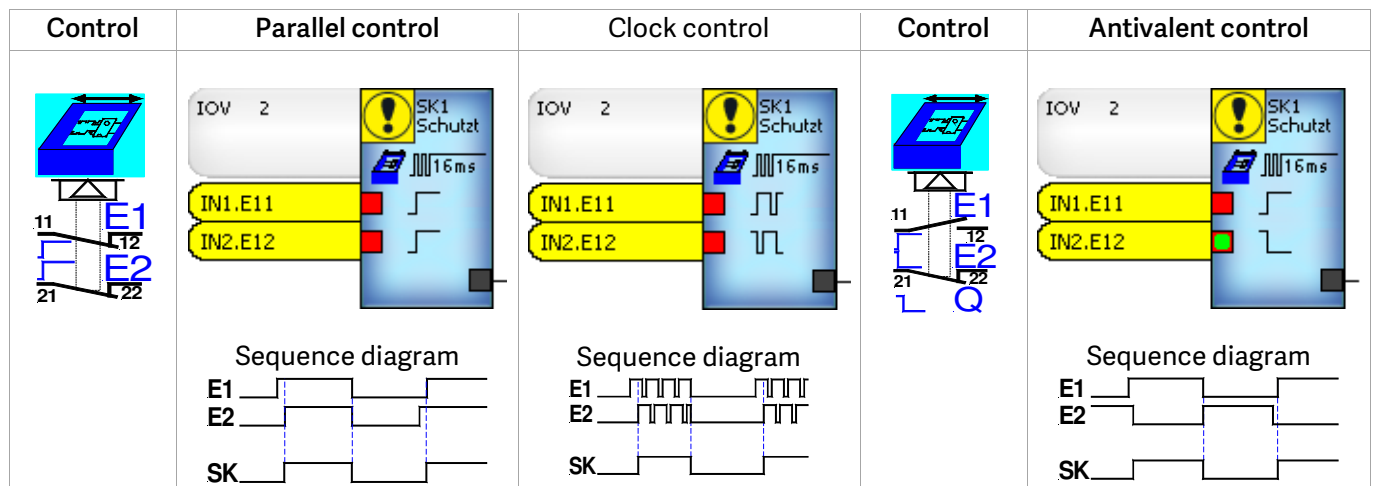 Control
Parallel control
Clock control
Control
Antivalent control
11
E1
12
E2
21
22
IOV 2
SK1
Schutzt
16ms
IN1.E11
IN2.E12
Sequence diagram
E1
E2
SK
IOV 2
SK1
Schutzt
16ms
IN1.E11
IN2.E12
Sequence diagram
E1
E2
SK
11
E1
12
E2
21
22
Q
IOV 2
SK1
Schutzt
16ms
IN1.E11
IN2.E12
Sequence diagram
E1
E2
SK